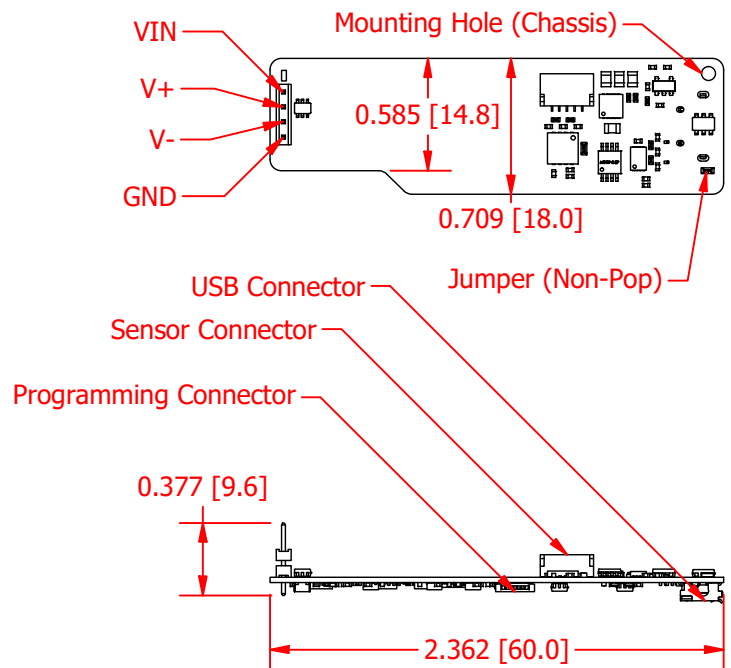 VIN
Mounting Hole (Chassis)
V+
0.585 [14.8]
V-
GND
0.709 [18.0]
Jumper (Non-Pop)
USB Connector
Sensor Connector
Programming Connector
0.377 [9.6]
2.362 [60.0]